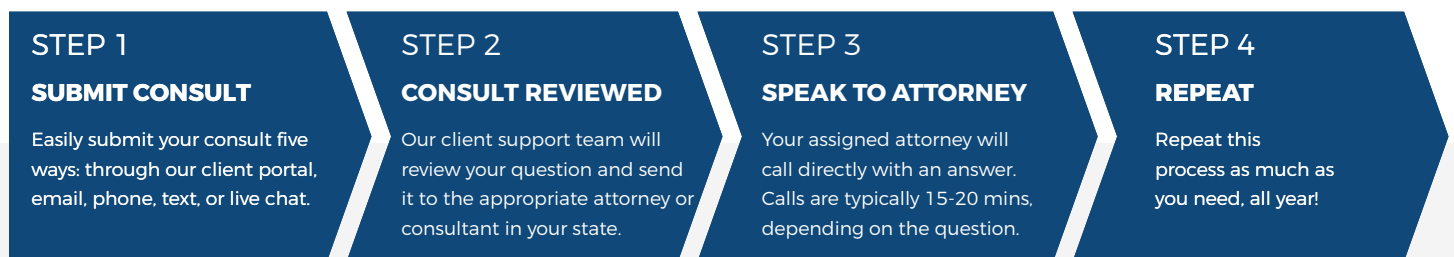 STEP 1
SUBMIT CONSULT
Easily submit your consult five
ways: through our client portal,
email, phone, text, or live chat.
STEP 2
CONSULT REVIEWED
Our client support team will
review your question and send
it to the appropriate attorney or
consultant in your state.
STEP 3
SPEAK TO ATTORNEY
Your assigned attorney will
call directly with an answer.
Calls are typically 15-20 mins,
depending on the question.
STEP 4
REPEAT
Repeat this
process as much as
you need, all year!